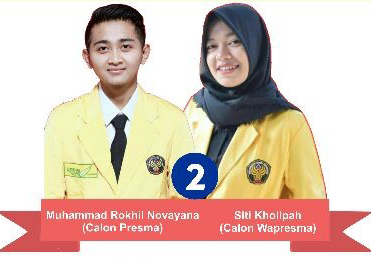 2
Muhammad Rokhil Novayana
(Calon Presma)
Siti Kholipah
(Calon Wapresma)